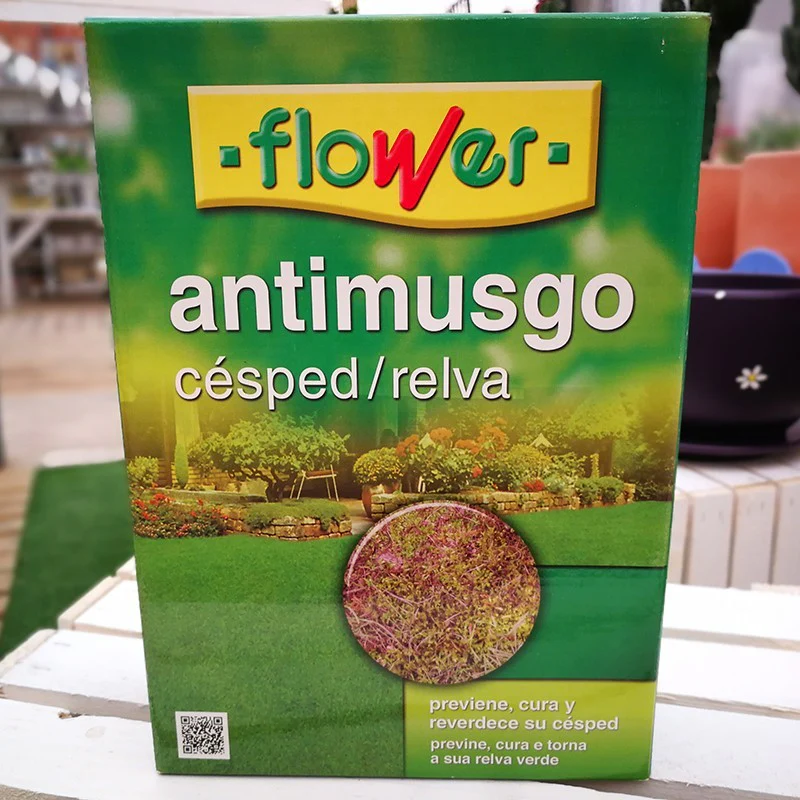 ·flower·
antimusgo
césped/relva
previene, cura y
reverdece su césped
previne, cura e torna
a sua relva verde